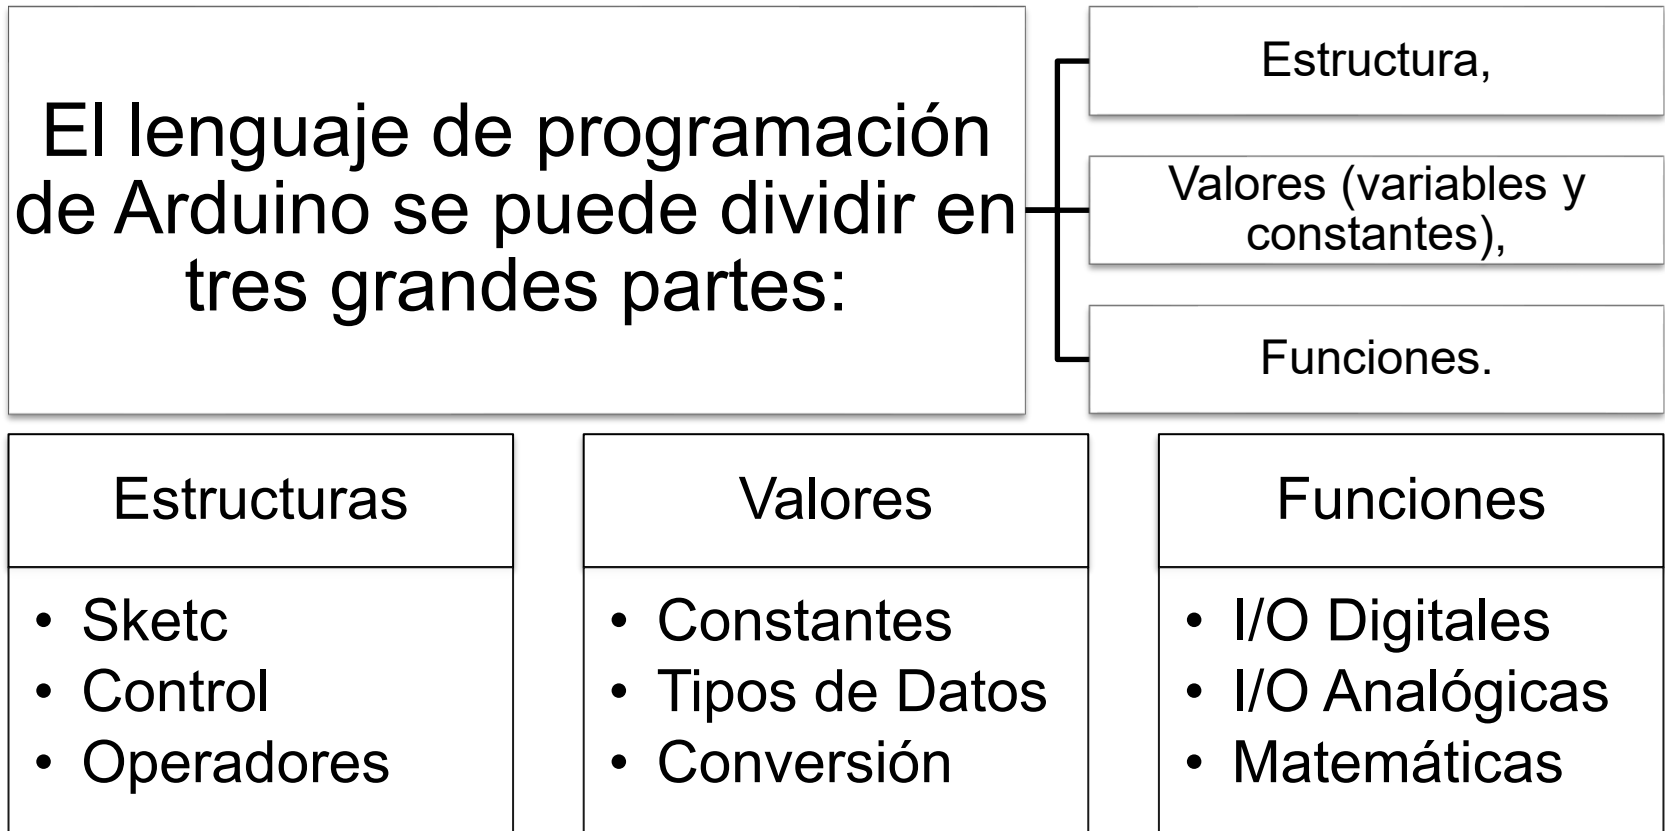 El lenguaje de programación
de Arduino se puede dividir en
tres grandes partes:
Estructura,
Valores (variables y
constantes),
Funciones.
Estructuras
• Sketc
• Control
• Operadores
Valores
• Constantes
• Tipos de Datos
• Conversión
Funciones
• I/O Digitales
• I/O Analógicas
• Matemáticas